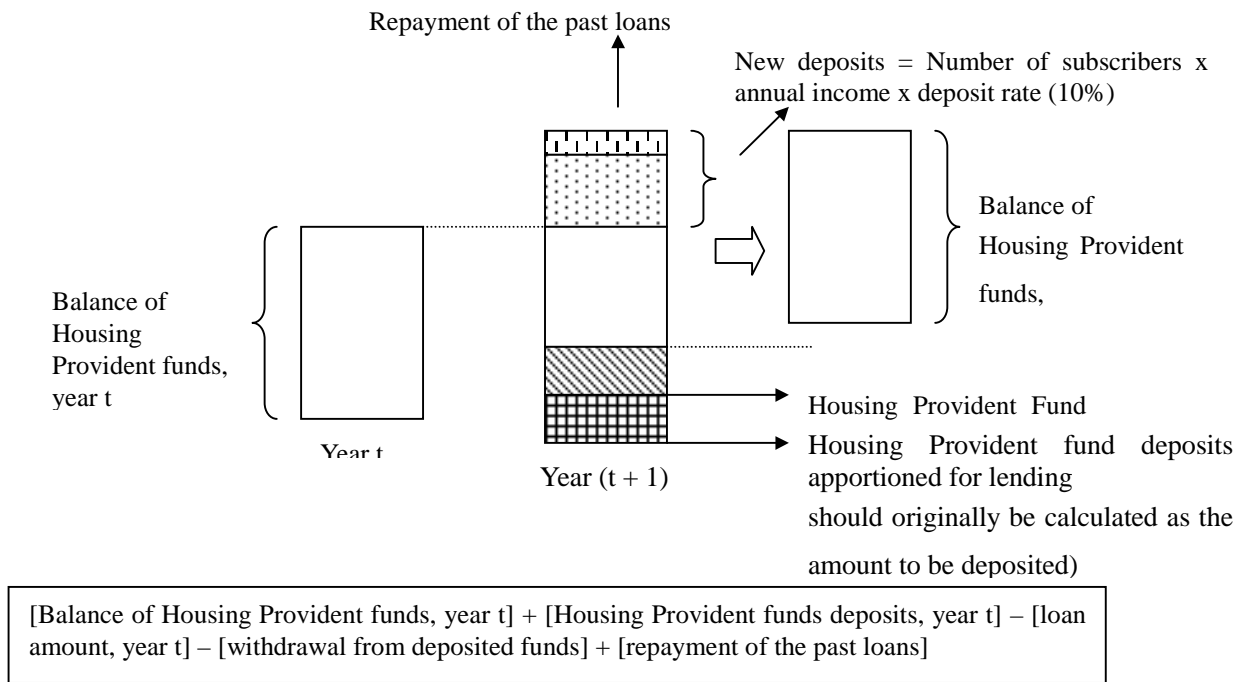 Repayment of the past loans
New deposits = Number of subscribers x
annual income x deposit rate (10%)
Balance of
Housing Provident
funds,
Balance of
Housing
Provident funds,
year t
Year t
Year (t + 1)
Housing Provident Fund
Housing Provident fund deposits
apportioned for lending
should originally be calculated as the
amount to be deposited)
[Balance of Housing Provident funds, year t] + [Housing Provident funds deposits, year t] – [loan
amount, year t] – [withdrawal from deposited funds] + [repayment of the past loans]